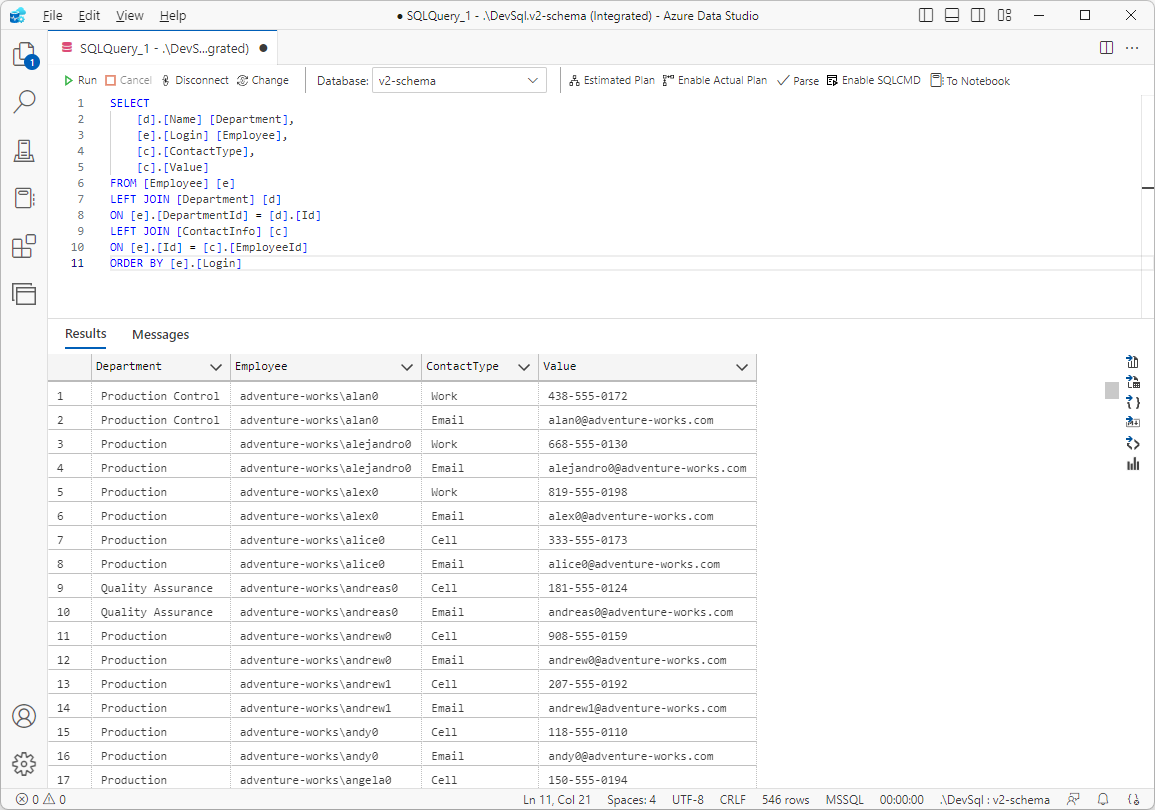 File Edit View Help ● SQLQuery_1 - .\DevSql.v2-schema (Integrated) - Azure Data Studio
1 SQLQuery_1 - .\DevS...grated) ●
Run Cancel Disconnect Change Database: v2-schema Estimated Plan Enable Actual Plan Parse Enable SQLCMD To Notebook
1 SELECT
2 [d].[Name] [Department],
3 [e].[Login] [Employee],
4 [c].[ContactType],
5 [c].[Value]
6 FROM [Employee] [e]
7 LEFT JOIN [Department] [d]
8 ON [e].[DepartmentId] = [d].[Id]
9 LEFT JOIN [ContactInfo] [c]
10 ON [e].[Id] = [c].[EmployeeId]
11 ORDER BY [e].[Login]
Results Messages
Department Employee ContactType Value
1 Production Control adventure-works\alan0 Work 438-555-0172
2 Production Control adventure-works\alan0 Email alan0@adventure-works.com
3 Production adventure-works\alejandro0 Work 668-555-0130
4 Production adventure-works\alejandro0 Email alejandro0@adventure-works.com
5 Production adventure-works\alex0 Work 819-555-0198
6 Production adventure-works\alex0 Email alex0@adventure-works.com
7 Production adventure-works\alice0 Cell 333-555-0173
8 Production adventure-works\alice0 Email alice0@adventure-works.com
9 Quality Assurance adventure-works\andreas0 Cell 181-555-0124
10 Quality Assurance adventure-works\andreas0 Email andreas0@adventure-works.com
11 Production adventure-works\andrew0 Cell 908-555-0159
12 Production adventure-works\andrew0 Email andrew0@adventure-works.com
13 Production adventure-works\andrew1 Cell 207-555-0192
14 Production adventure-works\andrew1 Email andrew1@adventure-works.com
15 Production adventure-works\andy0 Cell 118-555-0110
16 Production adventure-works\andy0 Email andy0@adventure-works.com
17 Production adventure-works\angela0 Cell 150-555-0194
0 0 Ln 11, Col 21 Spaces: 4 UTF-8 CRLF 546 rows MSSQL 00:00:00 .\DevSql : v2-schema